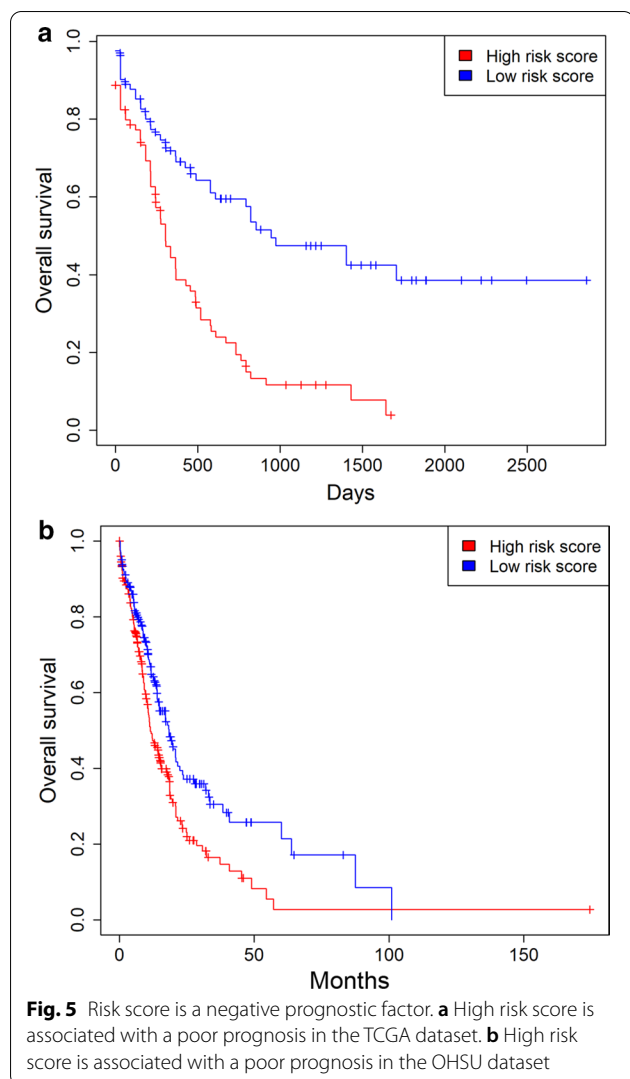 a
High risk score
Low risk score
Overall survival
0.0 0.2 0.4 0.6 0.8 1.0
0 500 1000 1500 2000 2500
Days
b
High risk score
Low risk score
Overall survival
0.0 0.2 0.4 0.6 0.8 1.0
0 50 100 150
Months
Fig. 5 Risk score is a negative prognostic factor. a High risk score is
associated with a poor prognosis in the TCGA dataset. b High risk
score is associated with a poor prognosis in the OHSU dataset